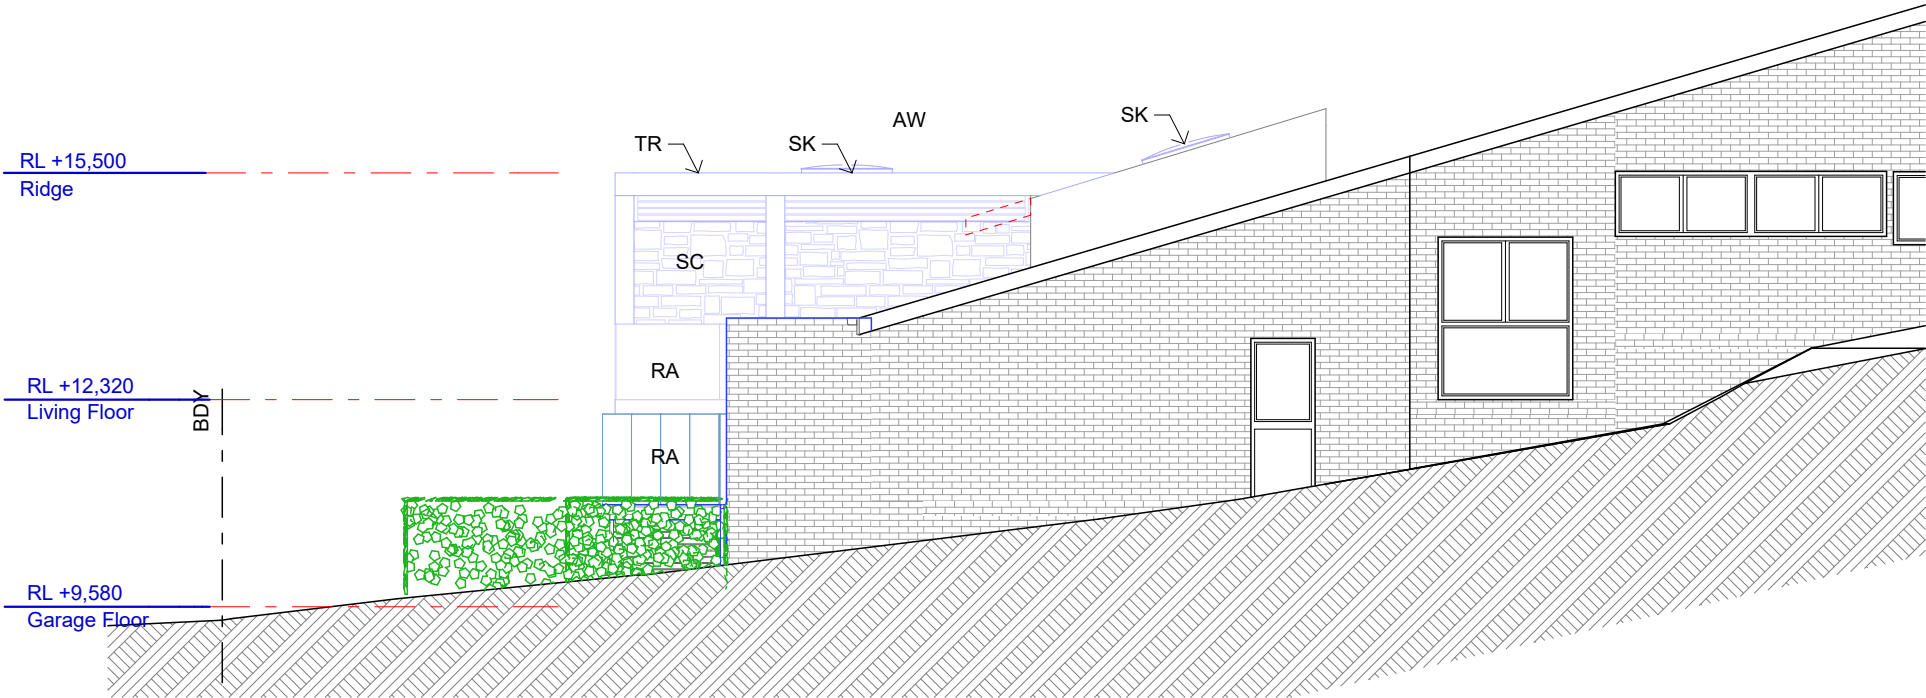 AW
SK
TR
SK
RL +15,500
Ridge
SC
RA
RL +12,320
Living Floor
BDY
RA
RL +9,580
Garage Floor